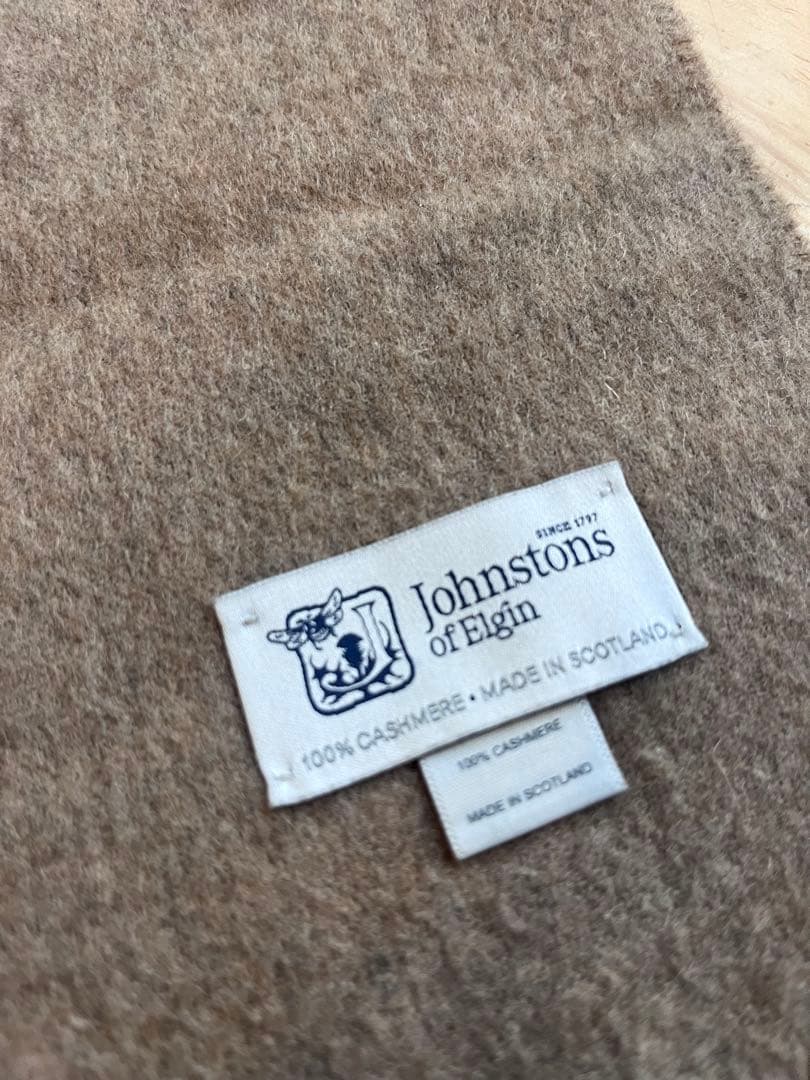 SINCE 1797
Johnstons
of Elgin
100% CASHMERE • MADE IN SCOTLAND
100% CASHMERE
MADE IN SCOTLAND